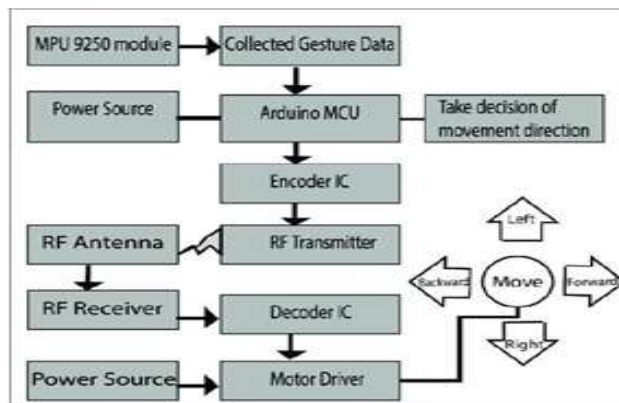 MPU 9250 module
Collected Gesture Data
Power Source
Arduino MCU
Take decision of
movement direction
Encoder IC
RF Antenna
RF Transmitter
Left
Backward
Move
Forward
RF Receiver
Decoder IC
Right
Power Source
Motor Driver